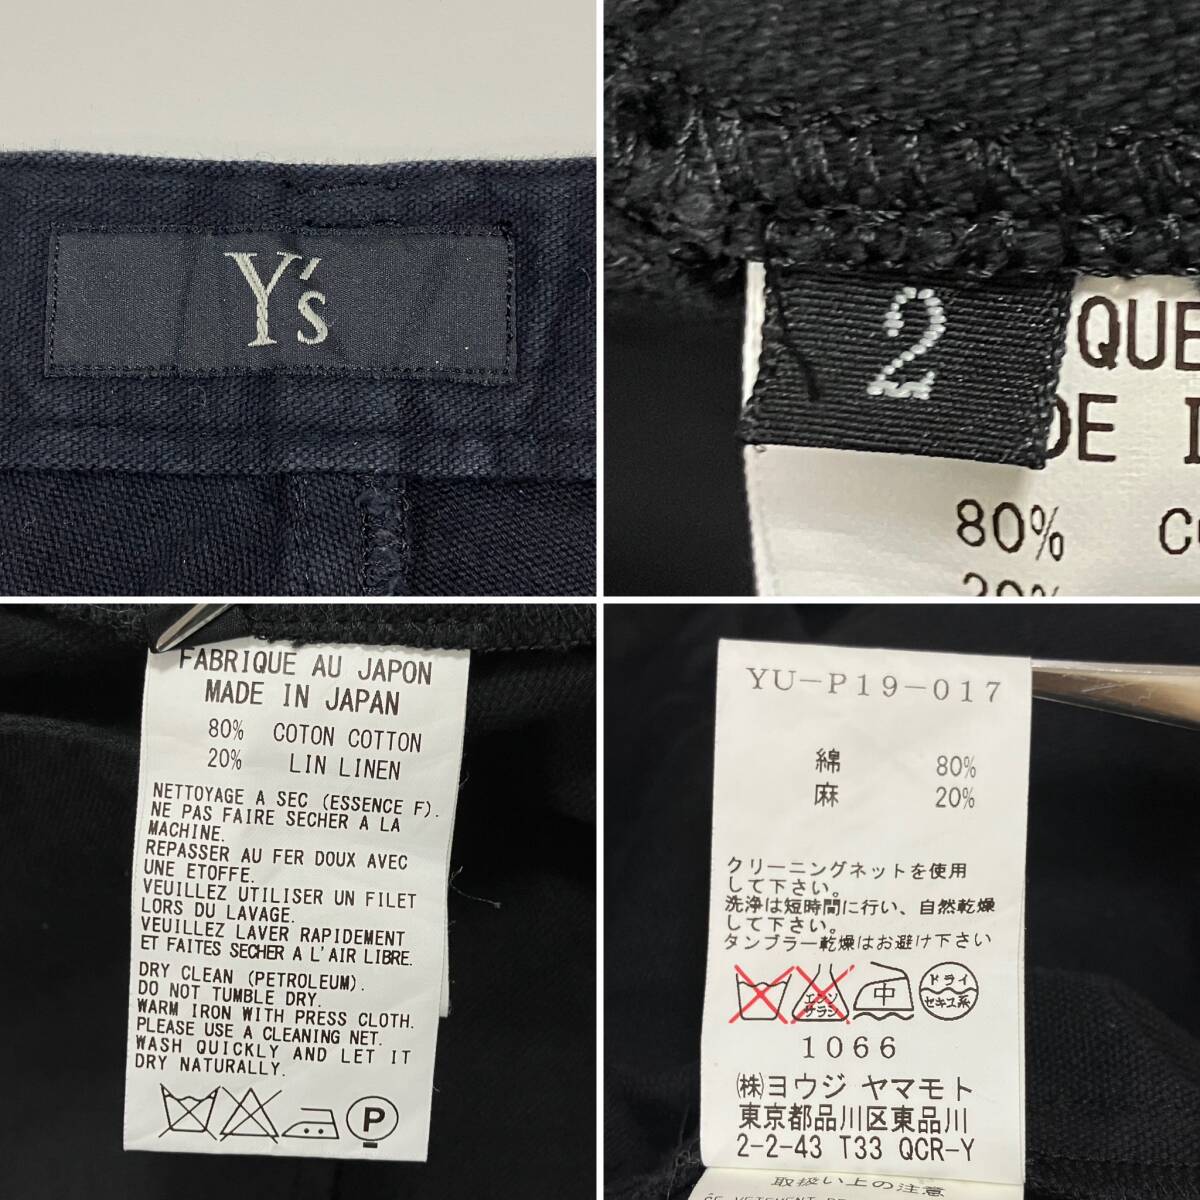 Y's
2
QUE
DE I
80% C
20%
FABRIQUE AU JAPON
MADE IN JAPAN
80% COTON COTTON
20% LIN LINEN
NETTOYAGE A SEC (ESSENCE F).
NE PAS FAIRE SECHER A LA
MACHINE.
REPASSER AU FER DOUX AVEC
UNE ETOFFE.
VEUILLEZ UTILISER UN FILET
LORS DU LAVAGE.
VEUILLEZ LAVER RAPIDEMENT
ET FAITES SECHER A L'AIR LIBRE.
DRY CLEAN (PETROLEUM).
DO NOT TUMBLE DRY.
WARM IRON WITH PRESS CLOTH.
PLEASE USE A CLEANING NET.
WASH QUICKLY AND LET IT
DRY NATURALLY.
P
YU-P19-017
綿 80%
麻 20%
クリーニングネットを使用
して下さい。
洗浄は短時間に行い、自然乾燥
して下さい。
タンブラー乾燥はお避け下さい
エンソ
サラシ
中
ドライ
セキユ系
1066
㈱ヨウジ ヤマモト
東京都品川区東品川
2-2-43 T33 QCR-Y
取扱い上の注意